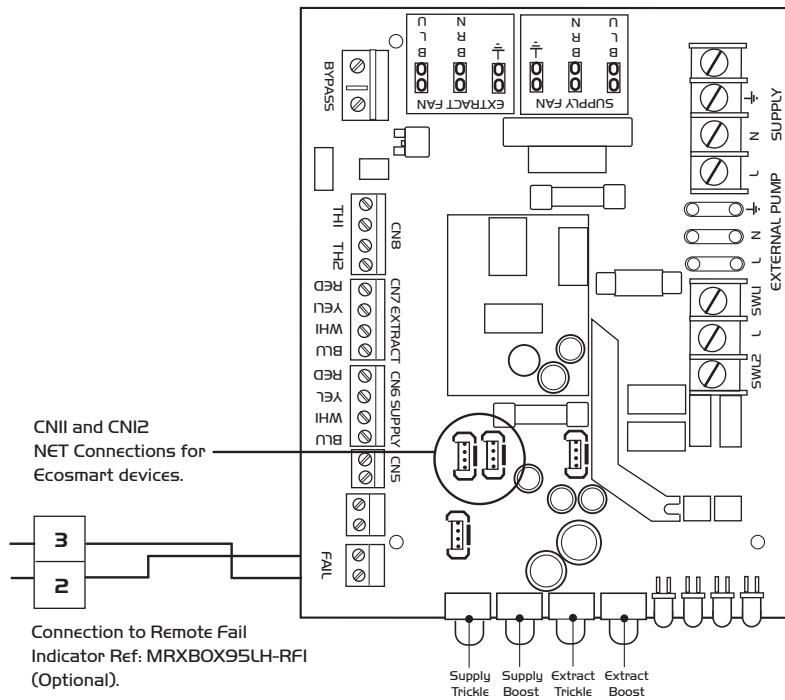 U L B
N R B
EXTRACT FAN
N R B
U L B
SUPPLY FAN
BYPASS
SUPPLY
N
L
EXTERNAL PUMP
N
L
SW1
L
SW2
TH1
TH2
CN8
RED
YELl
WHI
BLU
CN7 EXTRACT
RED
YEL
WHI
BLU
CN6 SUPPLY
CN5
FAIL
CN11 and CN12
NET Connections for
Ecosmart devices.
3
2
Connection to Remote Fail
Indicator Ref: MRXBOX95LH-RFI
(Optional).
Supply
Trickle
Supply
Boost
Extract
Trickle
Extract
Boost